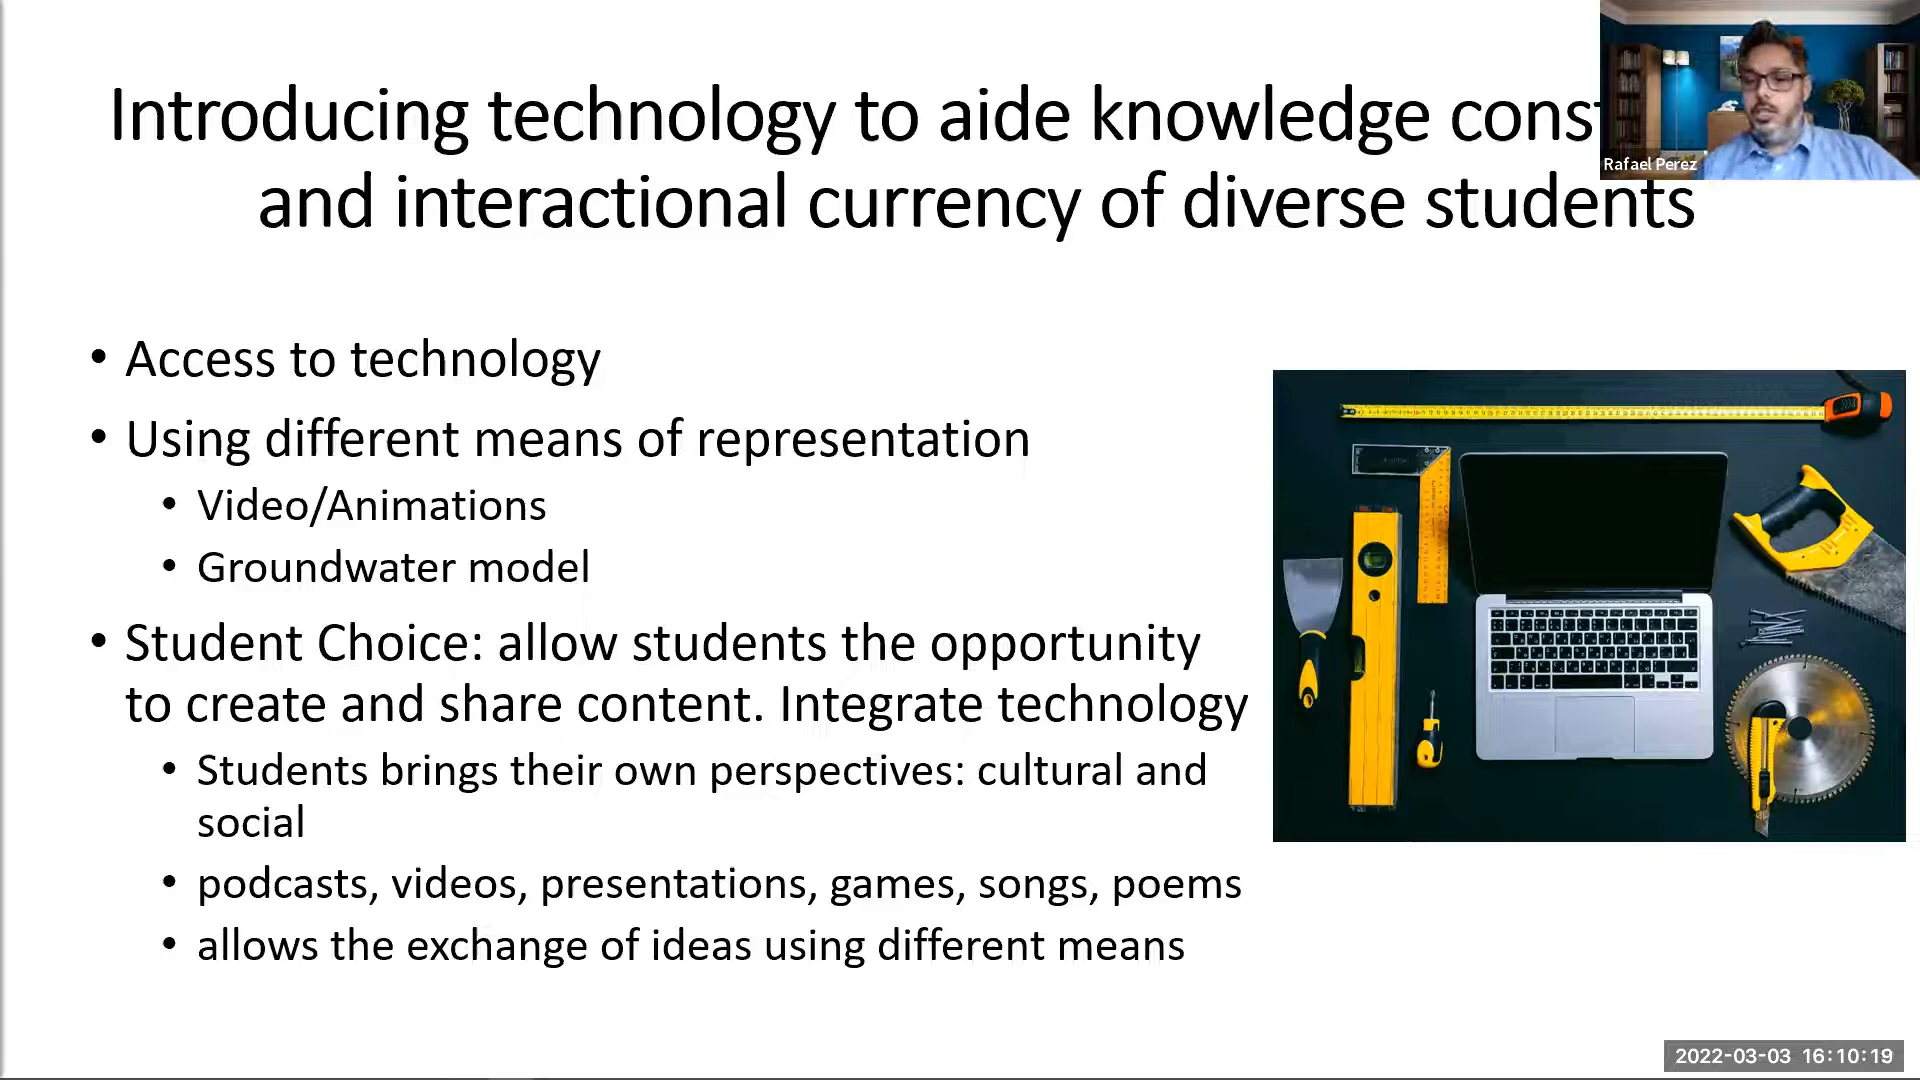 Introducing technology to aide knowledge
and interactional currency of diverse students
Rafael Perez
• Access to technology
• Using different means of representation
• Video/Animations
• Groundwater model
• Student Choice: allow students the opportunity
to create and share content. Integrate technology
• Students brings their own perspectives: cultural and
social
• podcasts, videos, presentations, games, songs, poems
• allows the exchange of ideas using different means
2022-03-03 16:10:19